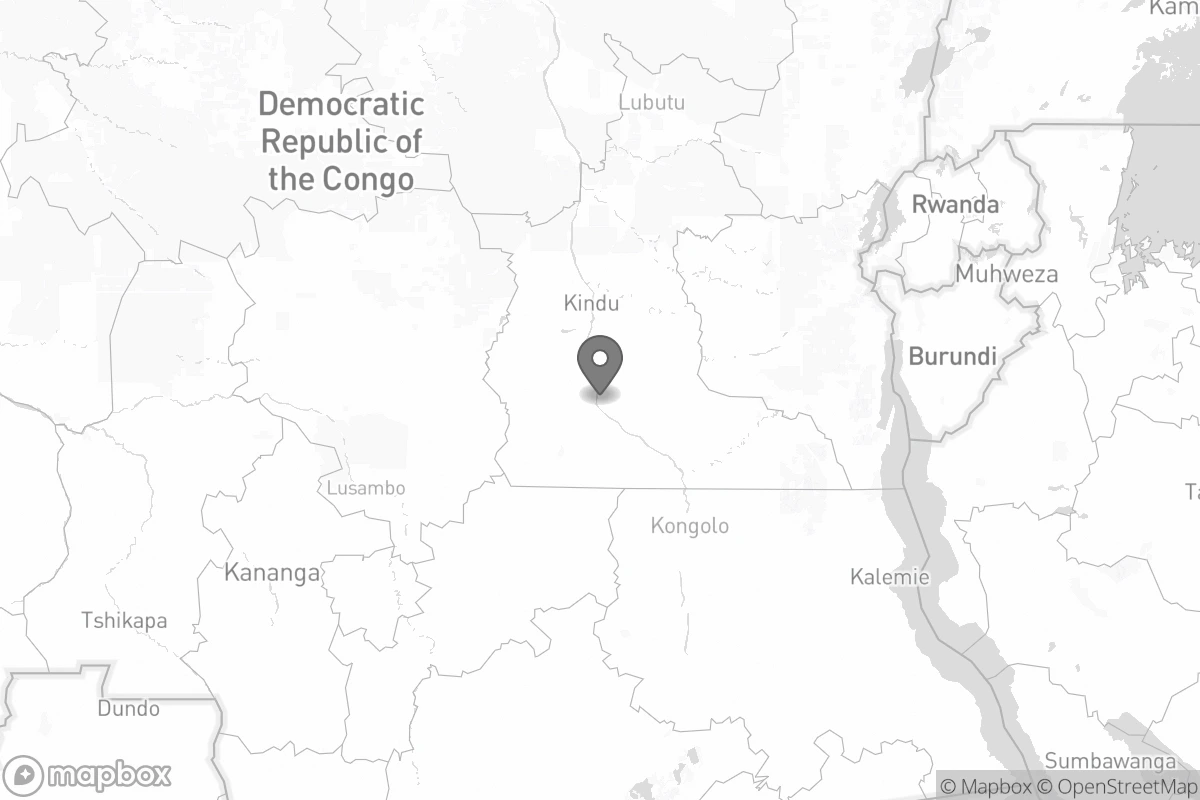 Kam
Lubutu
Democratic
Republic of
the Congo
Rwanda
Muhweza
Kindu
Burundi
Lusambo
Ta
Kongolo
Kananga
Kalemie
Tshikapa
Dundo
Sumbawanga
mapbox
© Mapbox © OpenStreetMap